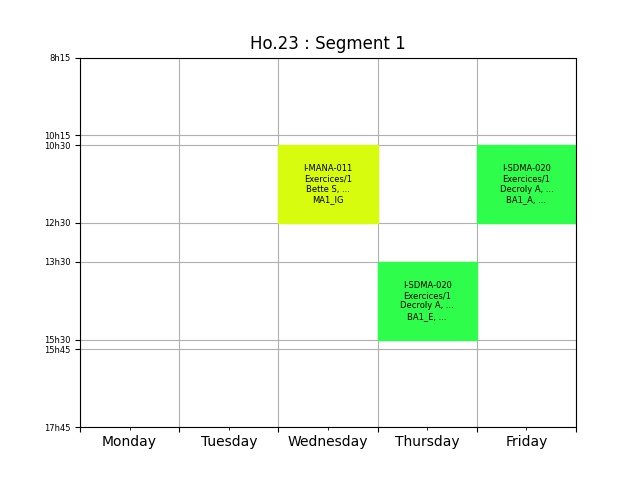 Ho.23 : Segment 1
8h15
10h15
10h30
I-MANA-011
Exercices/1
Bette S, ...
MA1_IG
I-SDMA-020
Exercices/1
Decroly A, ...
BA1_A, ...
12h30
13h30
I-SDMA-020
Exercices/1
Decroly A, ...
BA1_E, ...
15h30
15h45
17h45
Monday Tuesday Wednesday Thursday Friday